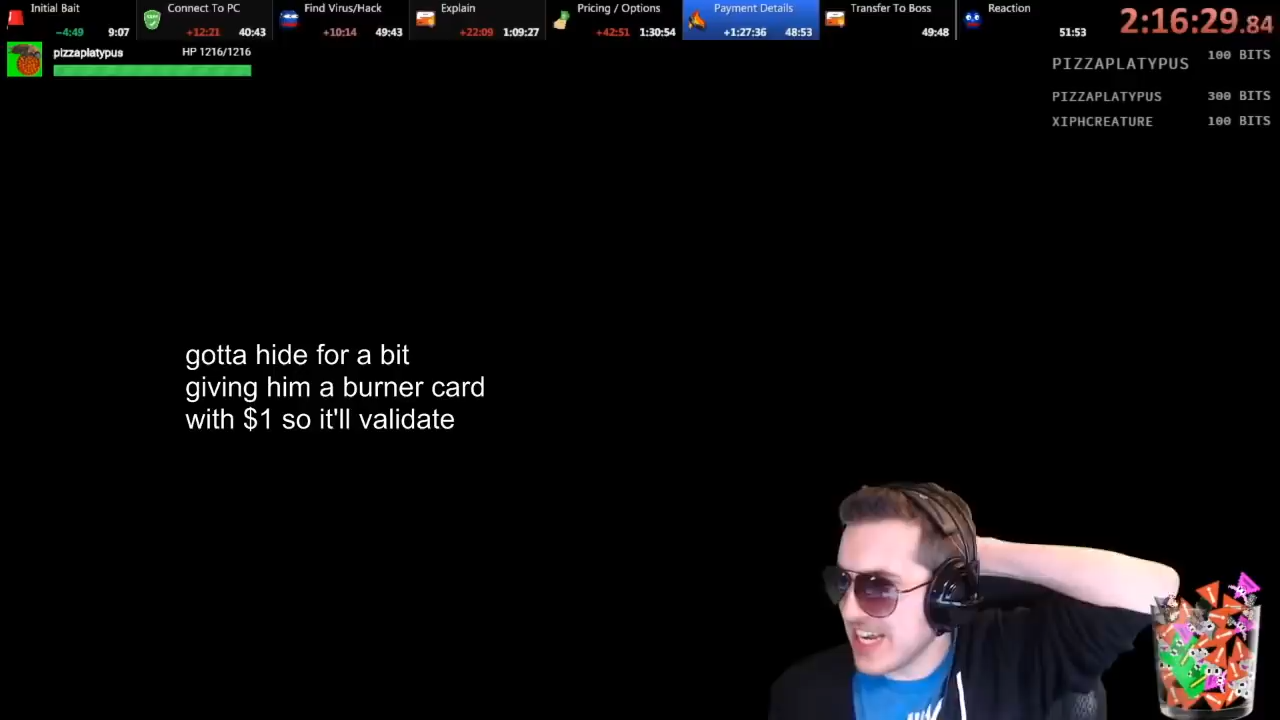 Initial Bait
-4:49 9:07
Connect To PC
+12:21 40:43
Find Virus/Hack
+10:14 49:43
Explain
+22:09 1:09:27
Pricing / Options
+42:51 1:30:54
Payment Details
+1:27:36 48:53
Transfer To Boss
49:48
Reaction
51:53
2:16:29.84
pizzaplatypus HP 1216/1216
PIZZAPLATYPUS 100 BITS
PIZZAPLATYPUS 300 BITS
XIPHCREATURE 100 BITS
gotta hide for a bit
giving him a burner card
with $1 so it'll validate